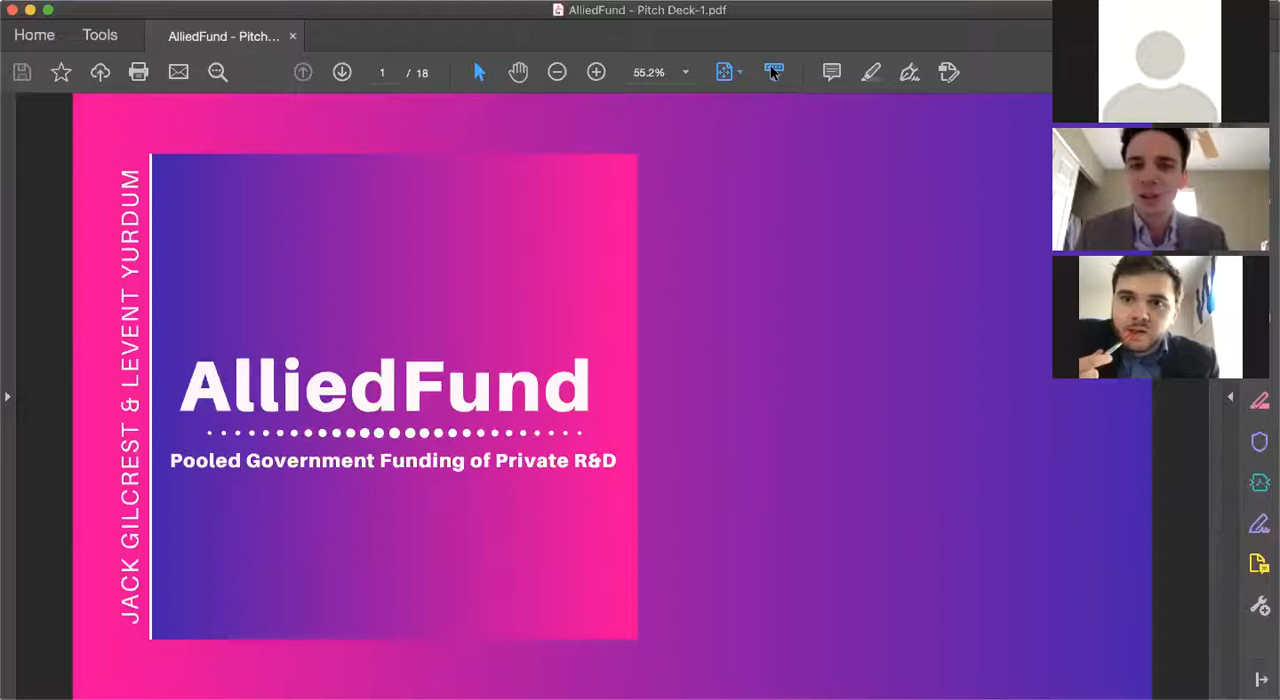 AlliedFund - Pitch Deck-1.pdf
Home
Tools
AlliedFund - Pitch...
1
/ 18
55.2%
JACK GILCREST & LEVENT YURDUM
AlliedFund
Pooled Government Funding of Private R&D